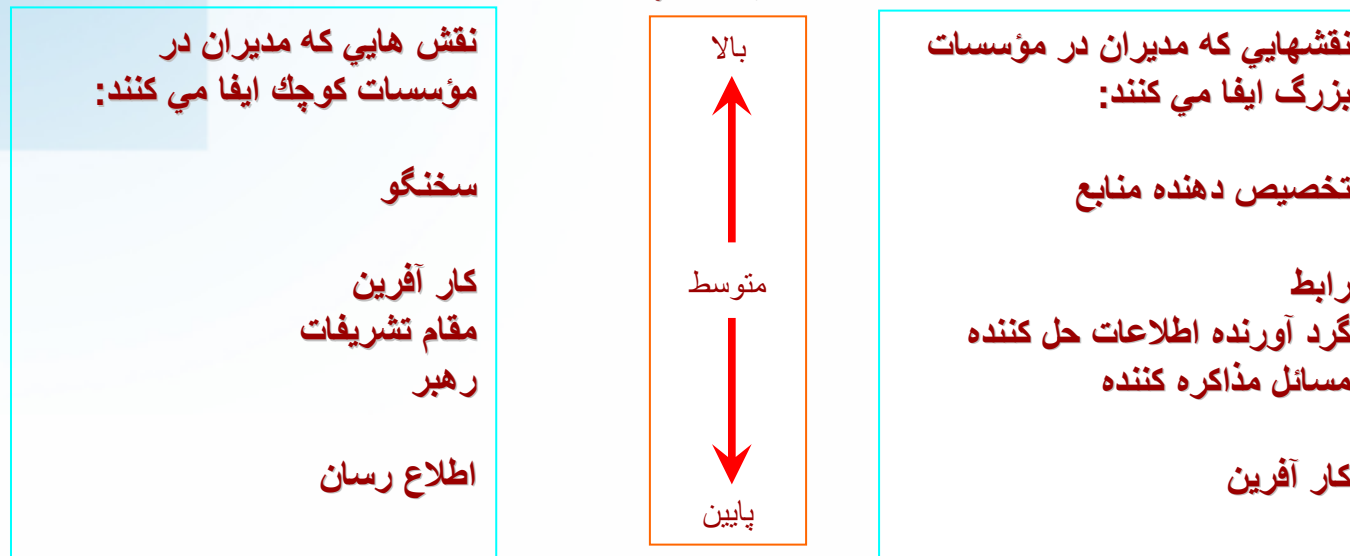 نقشهايي كه مديران در مؤسسات
بزرگ ايفا مي كنند:
تخصيص دهنده منابع
رابط
گرد آورنده اطلاعات حل كننده
مسائل مذاكره كننده
كار آفرين
بالا
متوسط
پايين
نقش هايي كه مديران در
مؤسسات كوچك ايفا مي كنند:
سخنگو
كار آفرين
مقام تشريفات
رهبر
اطلاع رسان